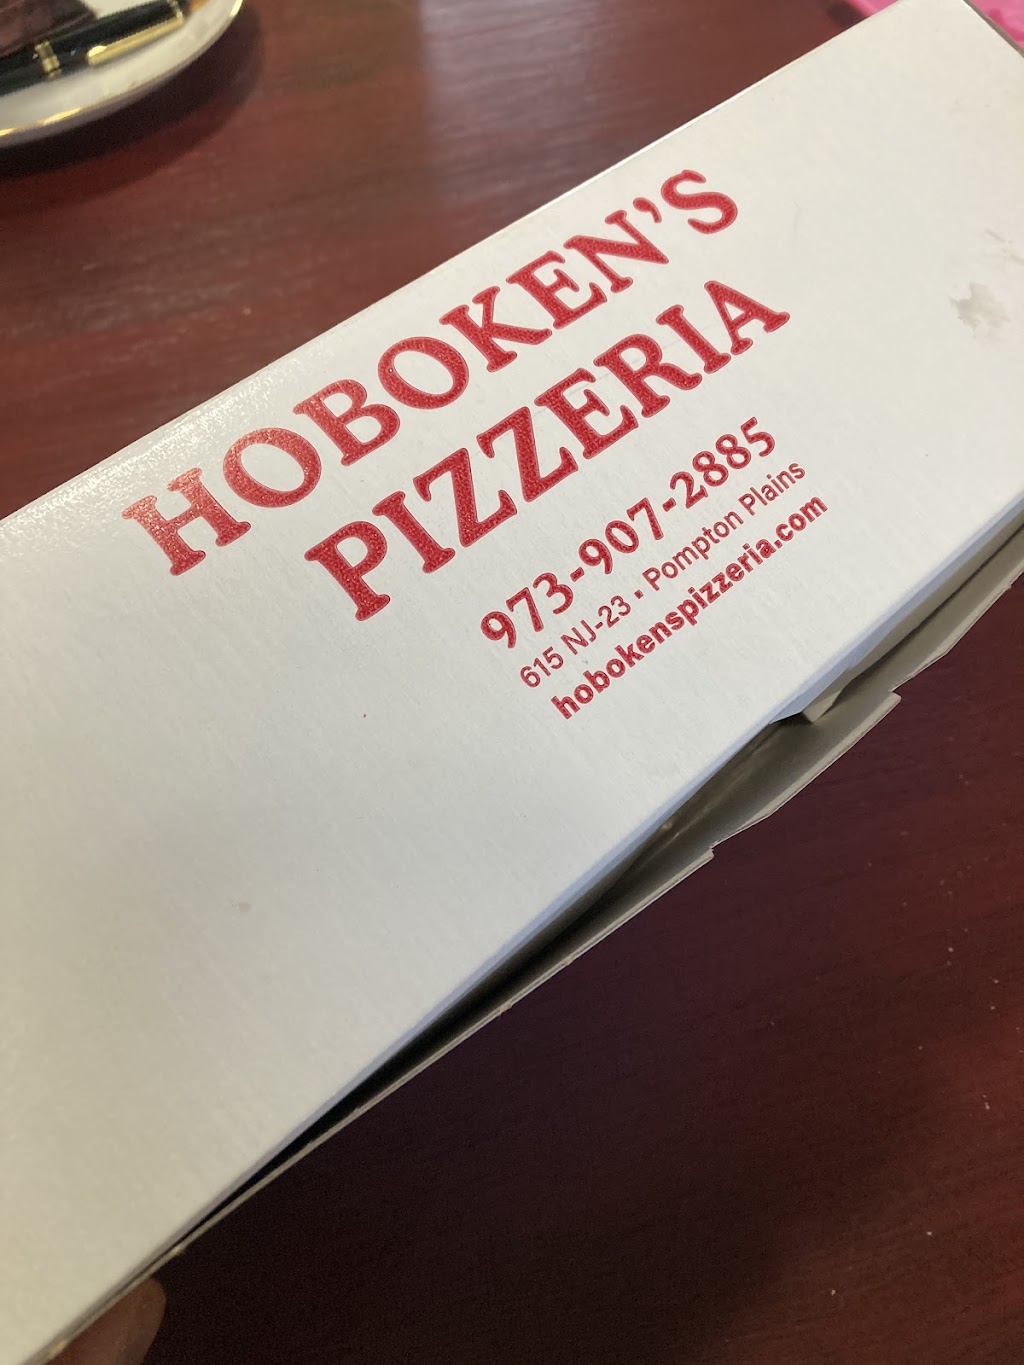 HOBOKEN'S
PIZZERIA
973-907-2885
615 NJ-23 ▪ Pompton Plains
hobokenspizzeria.com